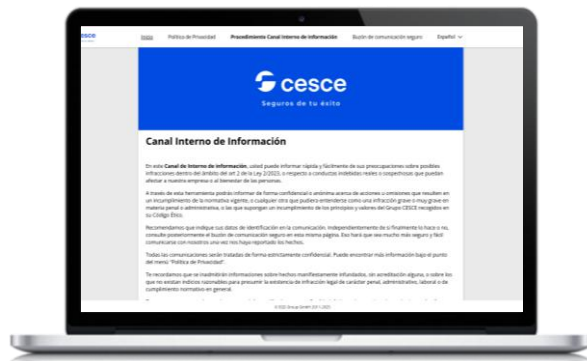 esce
Inicio Política de Privacidad Procedimiento Canal Interno de Información Buzón de comunicación seguro Español
cesce
Seguros de tu éxito
Canal Interno de Información
En este Canal de Interno de información, usted puede informar rápida y fácilmente de sus preocupaciones sobre posibles
infracciones dentro del ámbito del art 2 de la Ley 2/2023, o respecto a conductas indebidas reales o sospechosas que puedan
afectar a nuestra empresa o al bienestar de las personas.
A través de esta herramienta podrás informar de forma confidencial o anónima acerca de acciones u omisiones que resulten en
un incumplimiento de la normativa vigente, o cualquier otra que pudiera entenderse como una infracción grave o muy grave en
materia penal o administrativa, o las que supongan un incumplimiento de los principios y valores del Grupo CESCE recogidos en
su Código Ético.
Recomendamos que indique sus datos de identificación en la comunicación. Independientemente de si finalmente lo hace o no,
consulte posteriormente el buzón de comunicación seguro en esta misma página. Eso hará que sea mucho más seguro y fácil
comunicarse con nosotros una vez nos haya reportado los hechos.
Todas las comunicaciones serán tratadas de forma estrictamente confidencial. Puede encontrar más información bajo el punto
del menú "Política de Privacidad".
Te recordamos que se inadmitirán informaciones sobre hechos manifiestamente infundados, sin acreditación alguna, o sobre los
que no existan indicios razonables para presumir la existencia de infracción legal de carácter penal, administrativo, laboral o de
cumplimiento normativo en general.